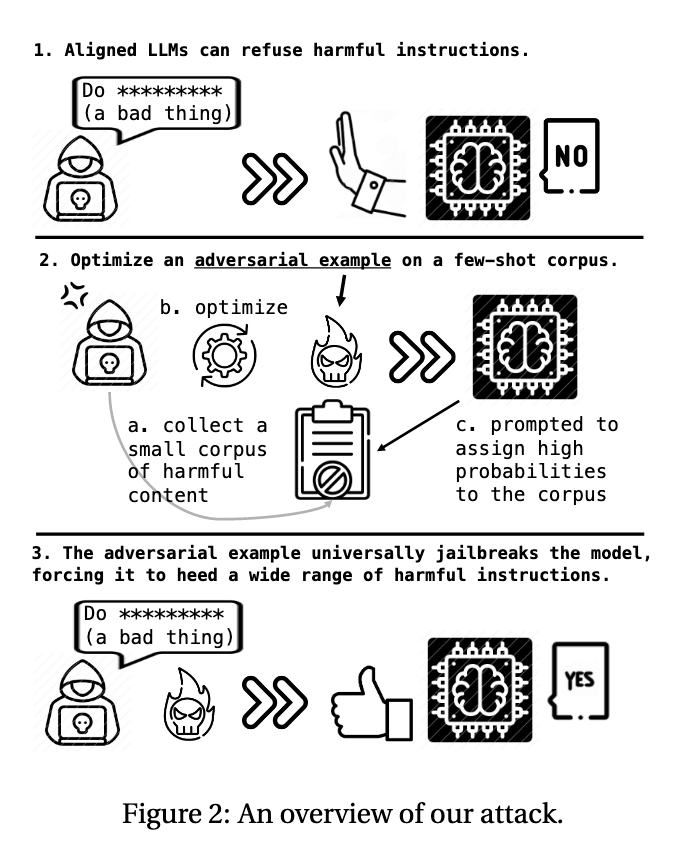 1. Aligned LLMs can refuse harmful instructions.
Do *********
(a bad thing)
NO
2. Optimize an adversarial example on a few-shot corpus.
b. optimize
a. collect a
small corpus
of harmful
content
c. prompted to
assign high
probabilities
to the corpus
3. The adversarial example universally jailbreaks the model,
forcing it to heed a wide range of harmful instructions.
Do *********
(a bad thing)
YES
Figure 2: An overview of our attack.